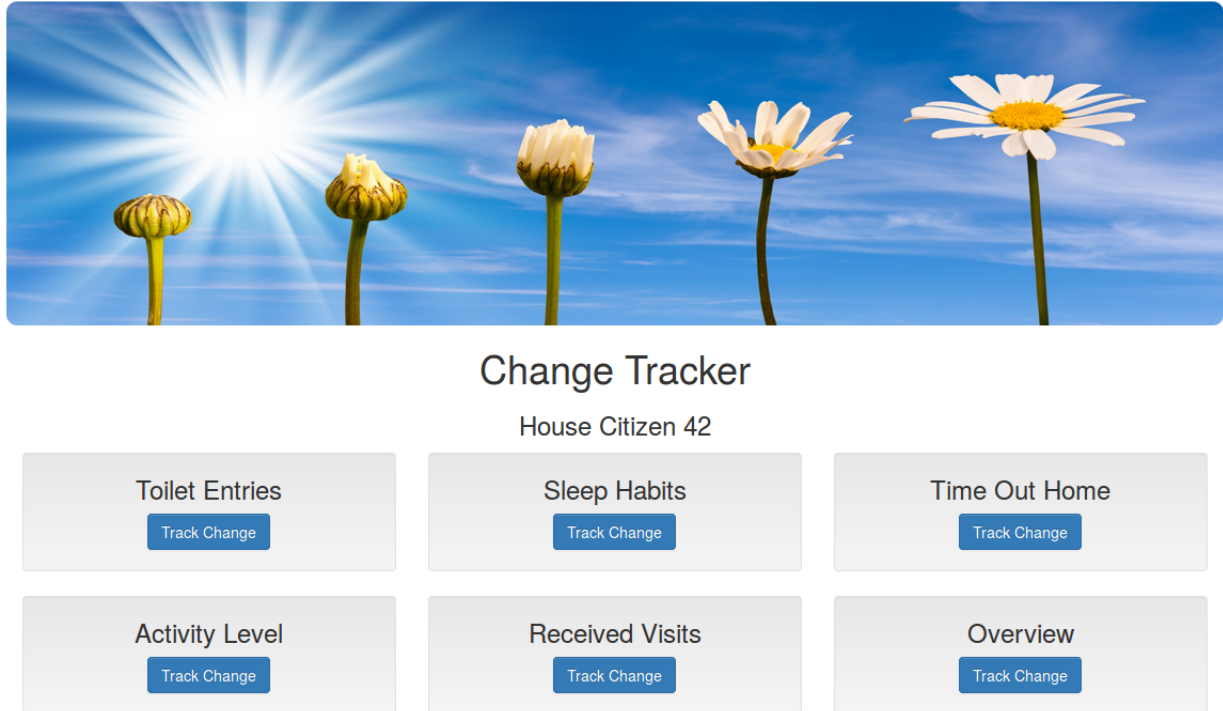 Change Tracker
House Citizen 42
Toilet Entries
Track Change
Sleep Habits
Track Change
Time Out Home
Track Change
Activity Level
Track Change
Received Visits
Track Change
Overview
Track Change